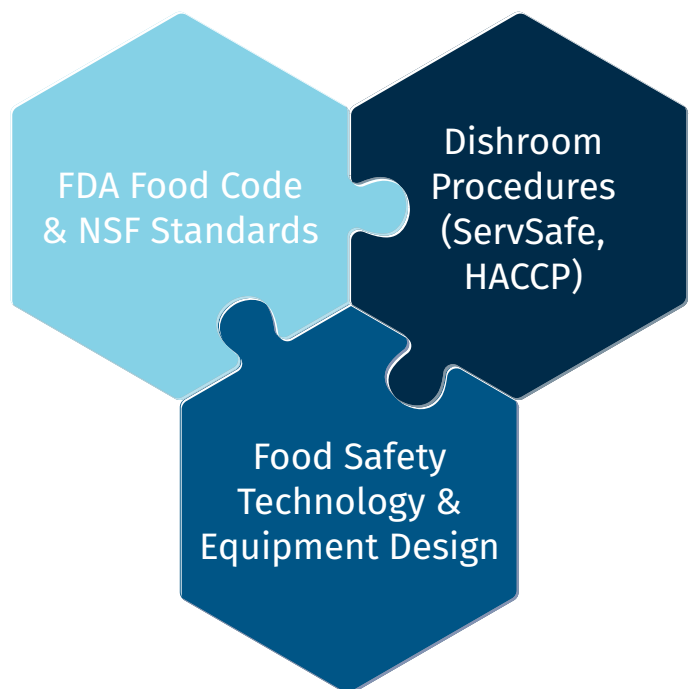 FDA Food Code
& NSF Standards
Dishroom
Procedures
(ServSafe,
HACCP)
Food Safety
Technology &
Equipment Design